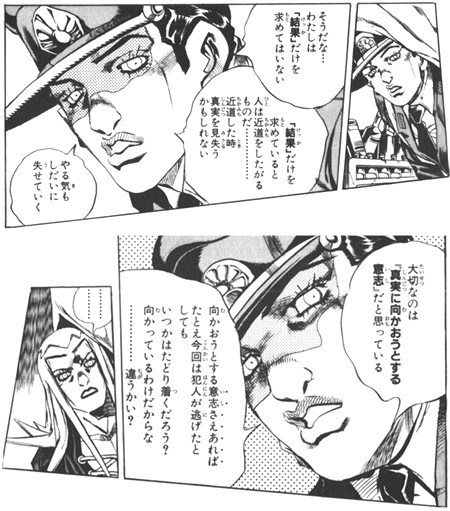 そうだな…
わたしは
『結果』だけを
求めてはいない
『結果』だけを
求めていると
人は近道をしたがる
ものだ…………
近道した時
真実を見失う
かもしれない
やる気も
しだいに
失せていく
大切なのは
『真実に向かおうとする
意志』だと思っている
向かおうとする意志さえあれば
たとえ今回は犯人が逃げたと
しても
いつかはたどり着くだろう?
向かっているわけだからな
…………違うかい?
…………
…………